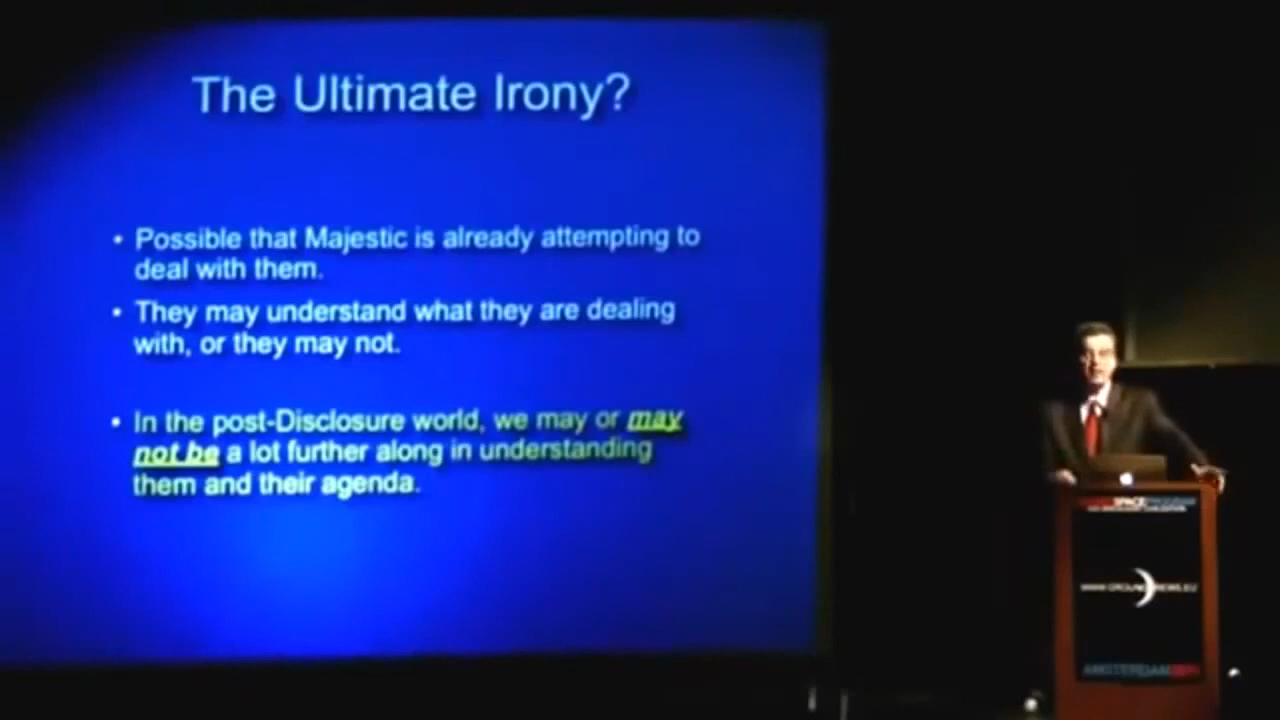 The Ultimate Irony?
• Possible that Majestic is already attempting to
deal with them.
• They may understand what they are dealing
with, or they may not.
• In the post-Disclosure world, we may or may
not be a lot further along in understanding
them and their agenda.
SPACE
AMSTERDAM